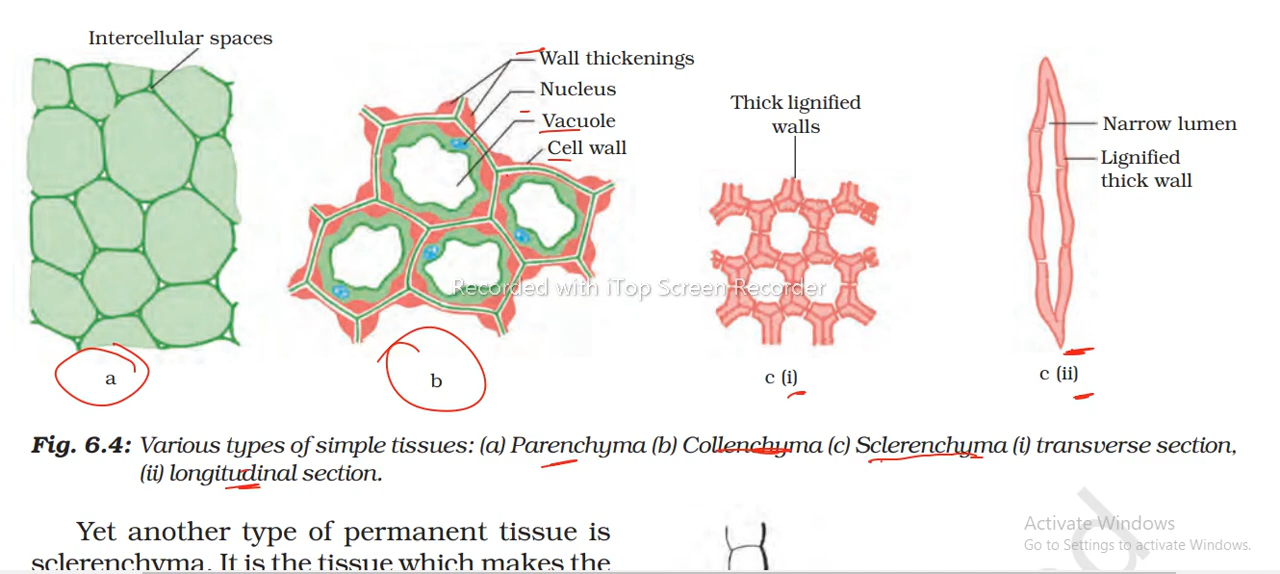 Intercellular spaces
Wall thickenings
Nucleus
Vacuole
Cell wall
Thick lignified
walls
Narrow lumen
Lignified
thick wall
Recorded with iTop Screen Recorder
a
b
c (i)
c (ii)
Fig. 6.4: Various types of simple tissues: (a) Parenchyma (b) Collenchyma (c) Sclerenchyma (i) transverse section,
(ii) longitudinal section.
Yet another type of permanent tissue is
sclerenchyma. It is the tissue which makes the
Activate Windows
Go to Settings to activate Windows.